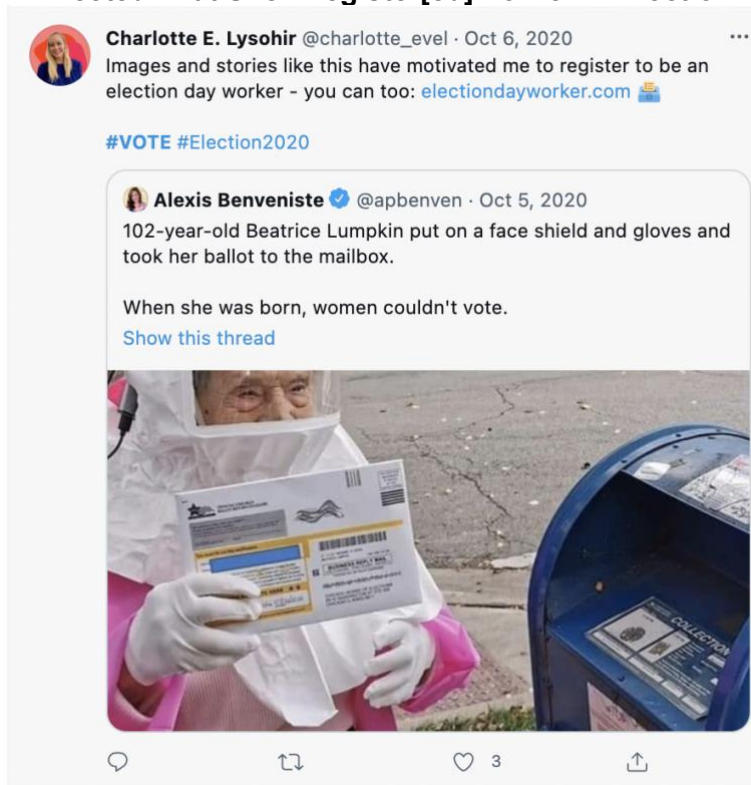 Charlotte E. Lysohir @charlotte_evel · Oct 6, 2020
Images and stories like this have motivated me to register to be an
election day worker - you can too: electiondayworker.com 🗳️
#VOTE #Election2020
Alexis Benveniste @apbenven · Oct 5, 2020
102-year-old Beatrice Lumpkin put on a face shield and gloves and
took her ballot to the mailbox.
When she was born, women couldn't vote.
Show this thread
BUSINESS REPLY MAIL
COLLECTION
3